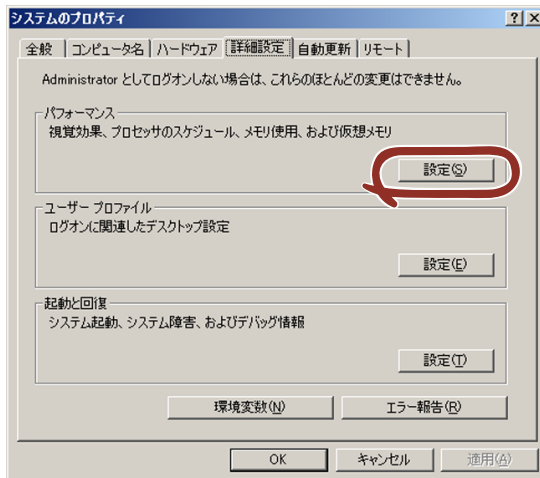 システムのプロパティ
全般 コンピュータ名 ハードウェア 詳細設定 自動更新 リモート
Administrator としてログオンしない場合は、これらのほとんどの変更はできません。
パフォーマンス
視覚効果、プロセッサのスケジュール、メモリ使用、および仮想メモリ
設定(S)
ユーザー プロファイル
ログオンに関連したデスクトップ設定
設定(E)
起動と回復
システム起動、システム障害、およびデバッグ情報
設定(T)
環境変数(N) エラー報告(R)
OK キャンセル 適用(A)